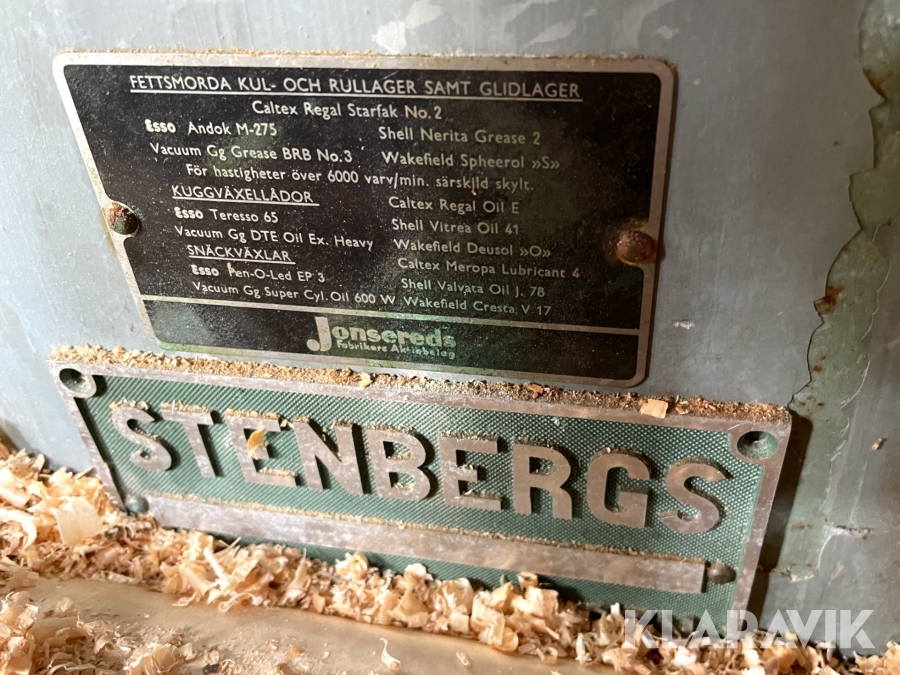 FETTSMORDA KUL- OCH RULLAGER SAMT GLIDLAGER
Caltex Regal Starfak No. 2
Esso Andok M-275 Shell Nerita Grease 2
Vacuum Gg Grease BRB No. 3 Wakefield Spheerol »S»
För hastigheter över 6000 varv/min. särskild skylt.
KUGGVÄXELLÅDOR Caltex Regal Oil E
Esso Teresso 65 Shell Vitrea Oil 41
Vacuum Gg DTE Oil Ex. Heavy Wakefield Deusol »O»
SNÄCKVÄXLAR Caltex Meropa Lubricant 4
Esso Pen-O-Led EP 3 Shell Valvata Oil J. 78
Vacuum Gg Super Cyl. Oil 600 W Wakefield Cresta V 17
Jonsereds
Fabrikers Aktiebolag
STENBERGS
KLARAVIK